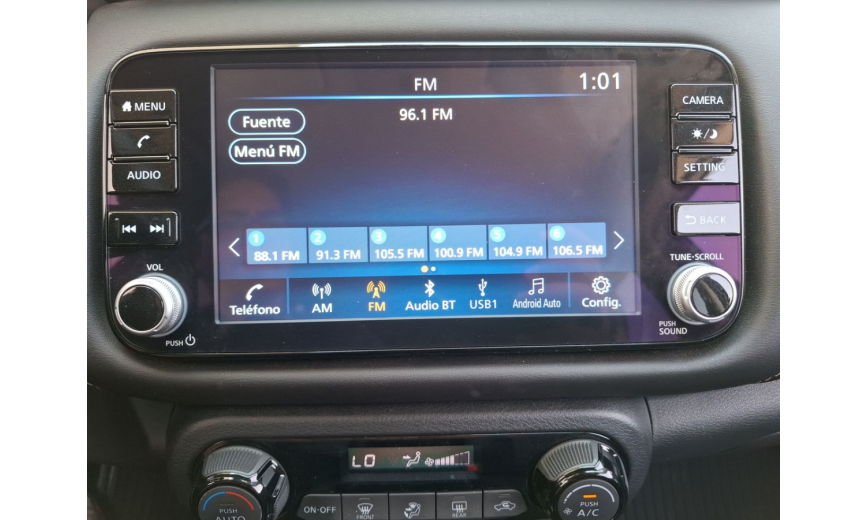 FM
1:01
MENU
CAMERA
Fuente
96.1 FM
Menú FM
AUDIO
SETTING
BACK
1 2 3 4 5 6
88.1 FM 91.3 FM 105.5 FM 100.9 FM 104.9 FM 106.5 FM
VOL
TUNE•SCROLL
Teléfono AM FM Audio BT USB1 Android Auto Config.
PUSH
PUSH
SOUND
LO
PUSH
AUTO
ON•OFF
FRONT
REAR
PUSH
A/C